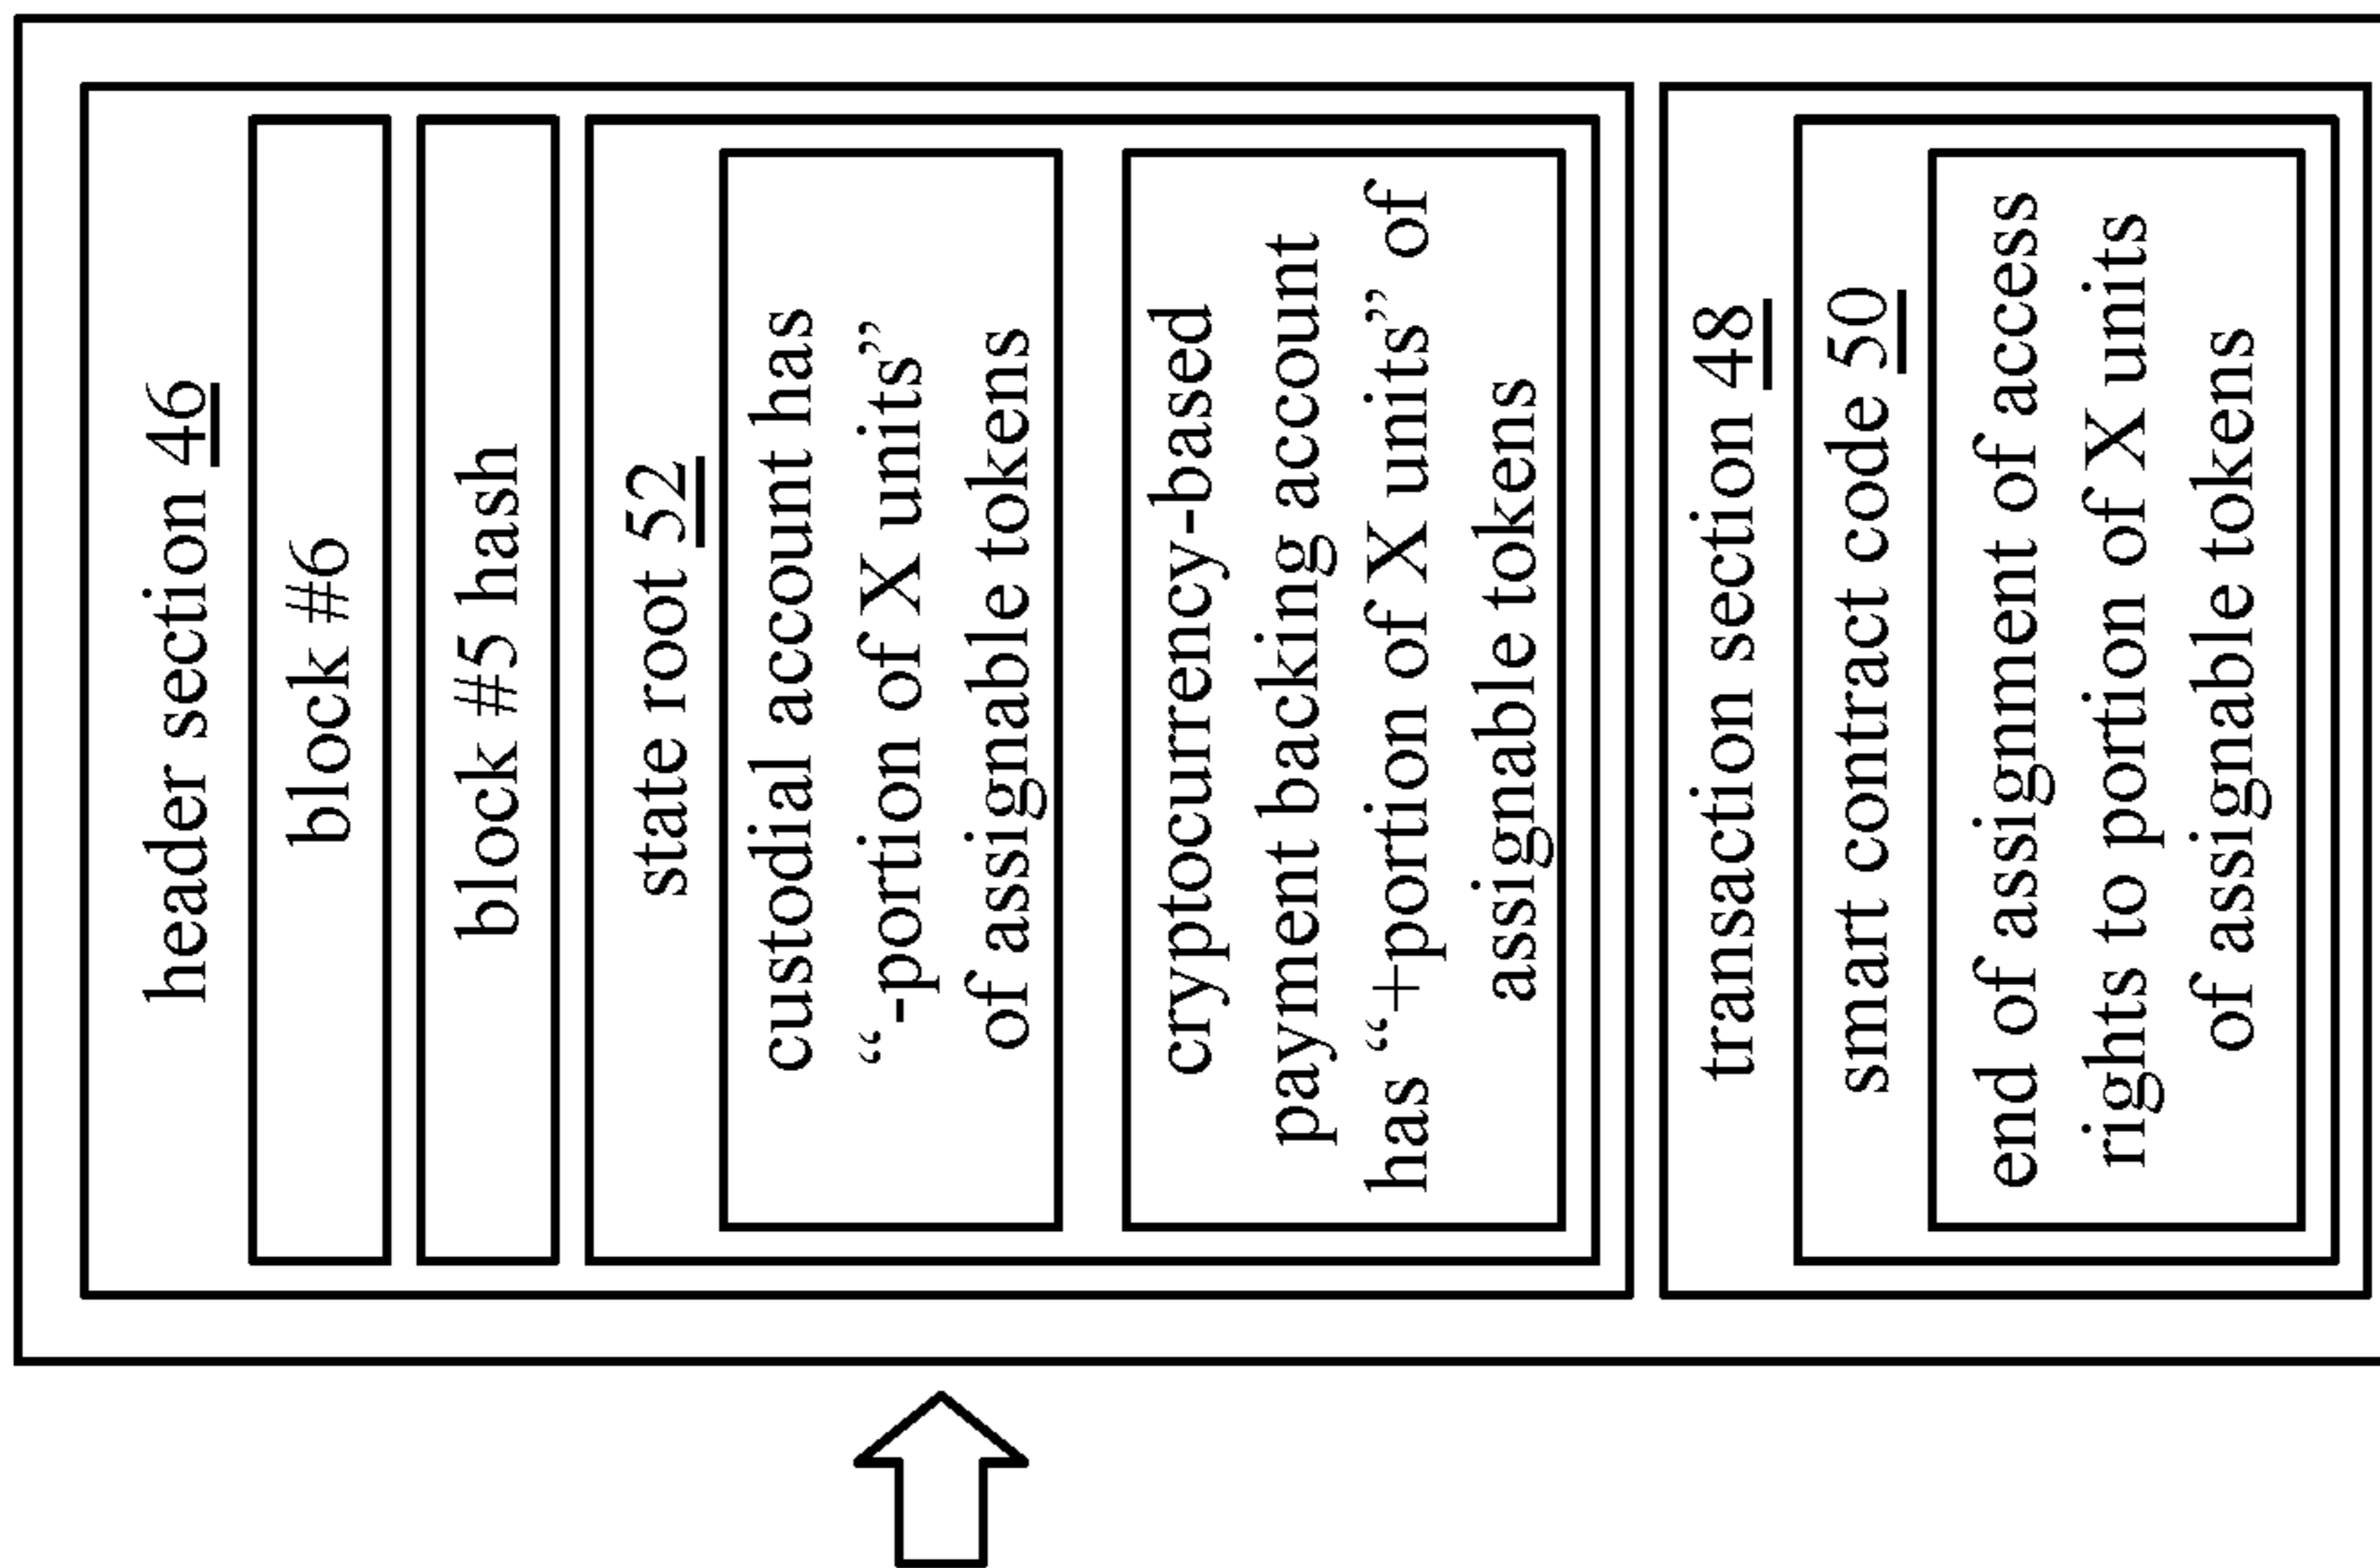 header section 46
block #6
block #5 hash
state root 52
custodial account has
“-portion of X units”
of assignable tokens
cryptocurrency-based
payment backing account
has “+portion of X units” of
assignable tokens
transaction section 48
smart contract code 50
end of assignment of access
rights to portion of X units
of assignable tokens